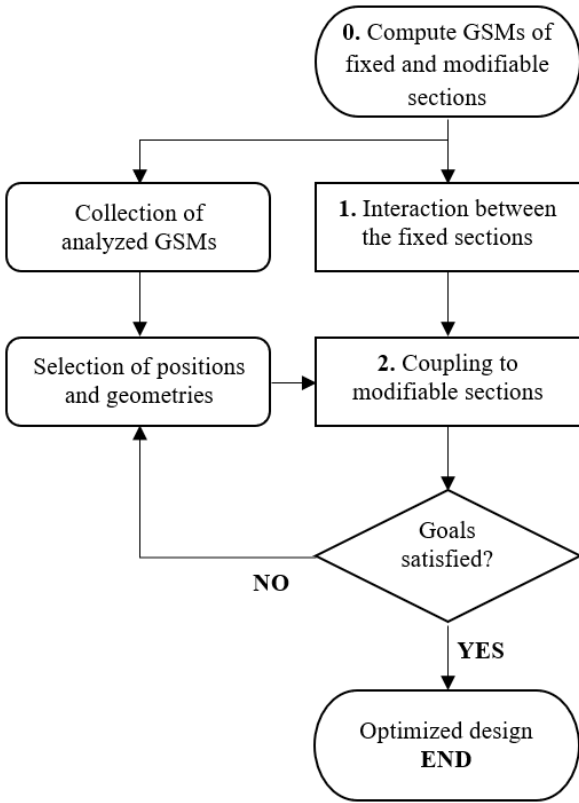 0. Compute GSMs of
fixed and modifiable
sections
Collection of
analyzed GSMs
1. Interaction between
the fixed sections
Selection of positions
and geometries
2. Coupling to
modifiable sections
Goals
satisfied?
NO
YES
Optimized design
END